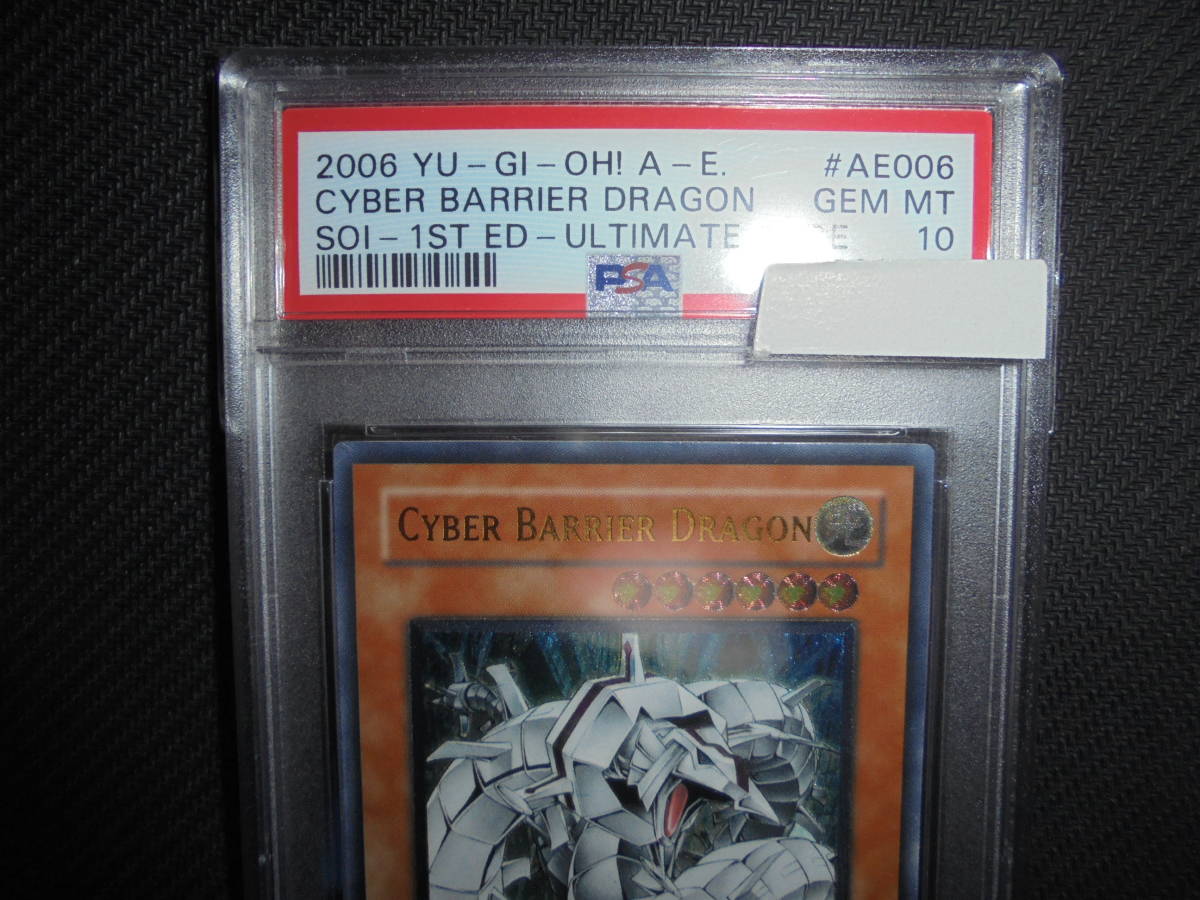 2006 YU-GI-OH! A-E. #AE006
CYBER BARRIER DRAGON GEM MT
SOI-1ST ED-ULTIMATE 10
PSA
CYBER BARRIER DRAGON